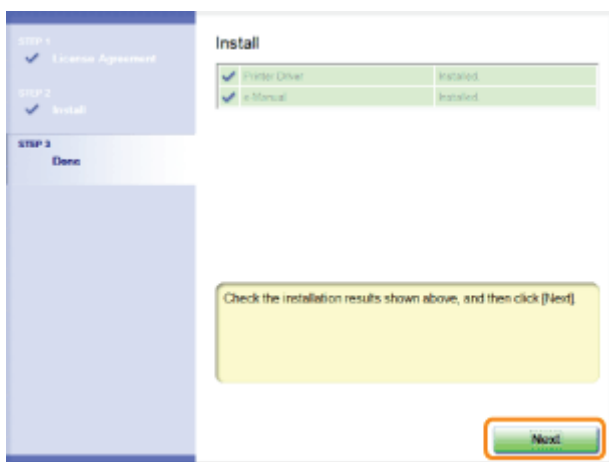 STEP 1
License Agreement
STEP 2
Install
STEP 3
Done
Install
Printer Driver Installed.
e-Manual Installed.
Check the installation results shown above, and then click [Next].
Next